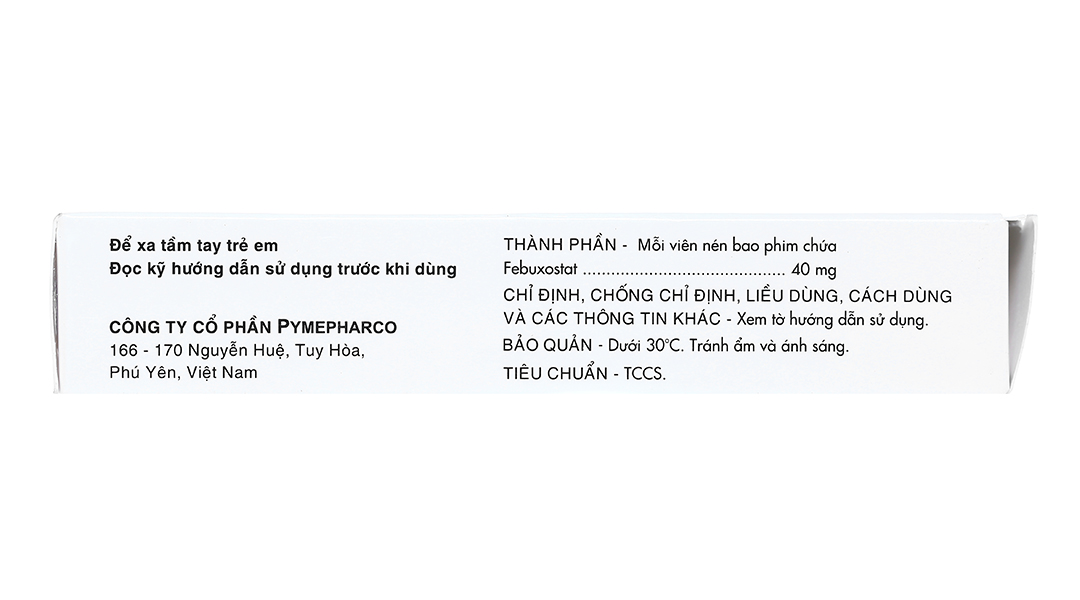 Để xa tầm tay trẻ em
Đọc kỹ hướng dẫn sử dụng trước khi dùng
CÔNG TY CỔ PHẦN PYMEPHARCO
166 - 170 Nguyễn Huệ, Tuy Hòa,
Phú Yên, Việt Nam
THÀNH PHẦN - Mỗi viên nén bao phim chứa
Febuxostat ........................................... 40 mg
CHỈ ĐỊNH, CHỐNG CHỈ ĐỊNH, LIỀU DÙNG, CÁCH DÙNG
VÀ CÁC THÔNG TIN KHÁC - Xem tờ hướng dẫn sử dụng.
BẢO QUẢN - Dưới 30°C. Tránh ẩm và ánh sáng.
TIÊU CHUẨN - TCCS.